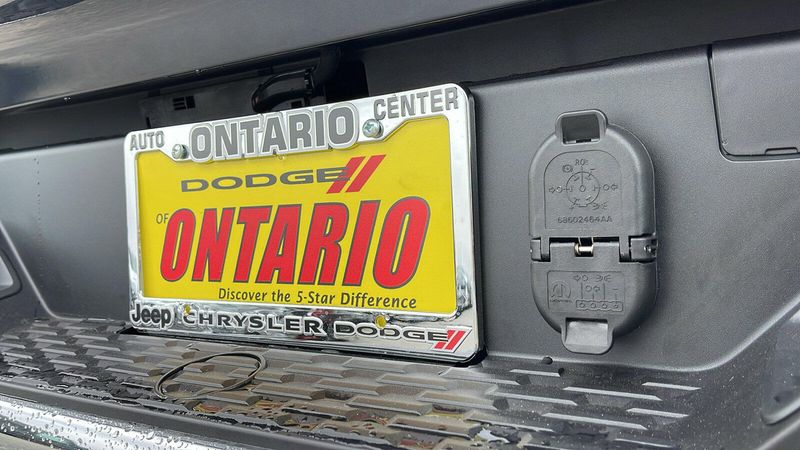 AUTO ONTARIO CENTER
DODGE
OF ONTARIO
Discover the 5-Star Difference
Jeep CHRYSLER DODGE
68602464AA